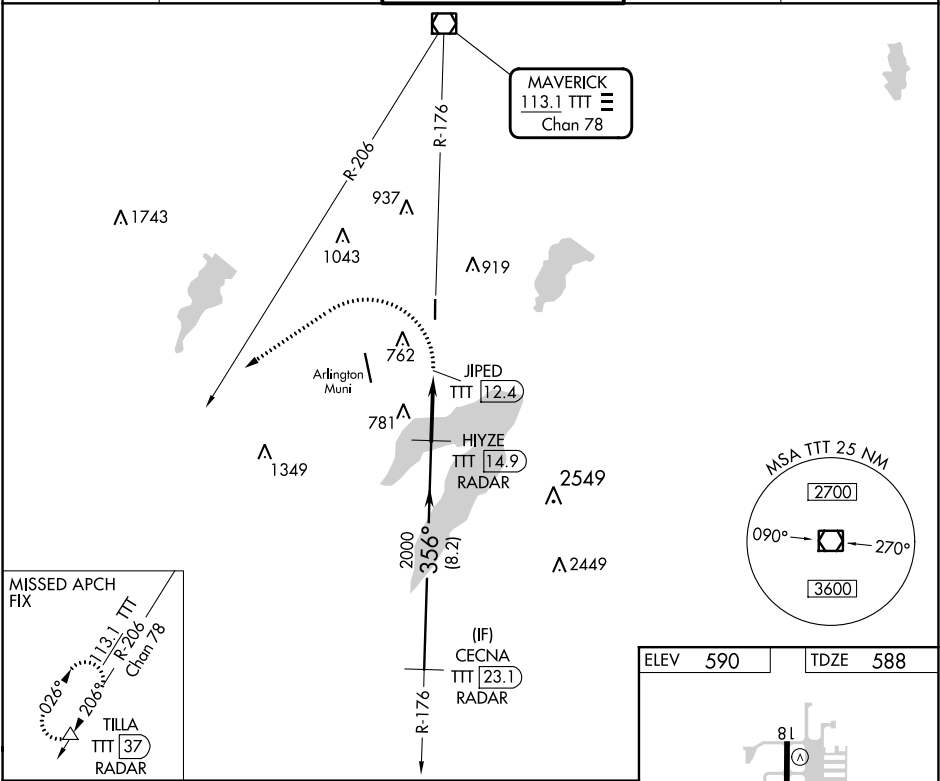 MAVERICK
113.1 TTT
Chan 78
R-206
R-176
937
1743
1043
919
762
Arlington
Muni
JIPED
TTT 12.4
781
HIYZE
TTT 14.9
RADAR
1349
2549
2449
2000
356°
(8.2)
MSA TTT 25 NM
2700
090°
270°
3600
(IF)
CECNA
TTT 23.1
RADAR
R-176
MISSED APCH
FIX
113.1 TTT
R-206
Chan 78
026°
206°
TILLA
TTT 37
RADAR
ELEV 590
TDZE 588
18
V